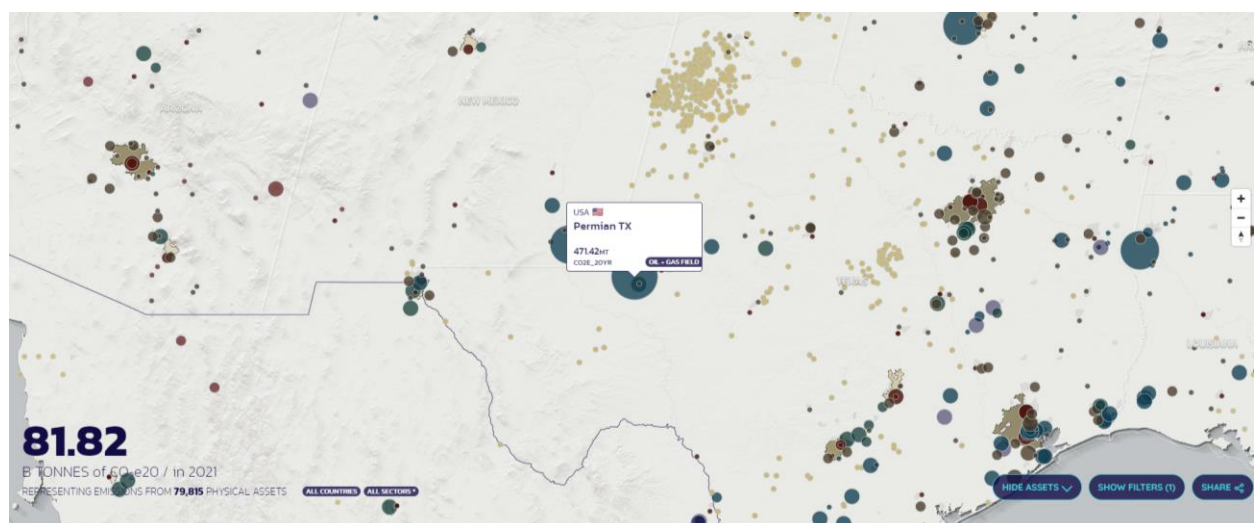 ARIZONA
NEW MEXICO
USA
Permian TX
471.42MT
CO2E_20YR
OIL + GAS FIELD
TEXAS
LOUISIANA
81.82
B TONNES of CO₂e20 / in 2021
REPRESENTING EMISSIONS FROM 79,815 PHYSICAL ASSETS
ALL COUNTRIES
ALL SECTORS *
HIDE ASSETS
SHOW FILTERS (1)
SHARE
+
−